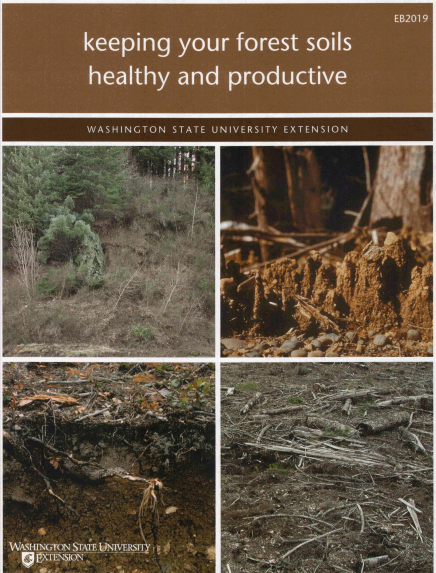 EB2019
keeping your forest soils
healthy and productive
WASHINGTON STATE UNIVERSITY EXTENSION
WASHINGTON STATE UNIVERSITY
EXTENSION